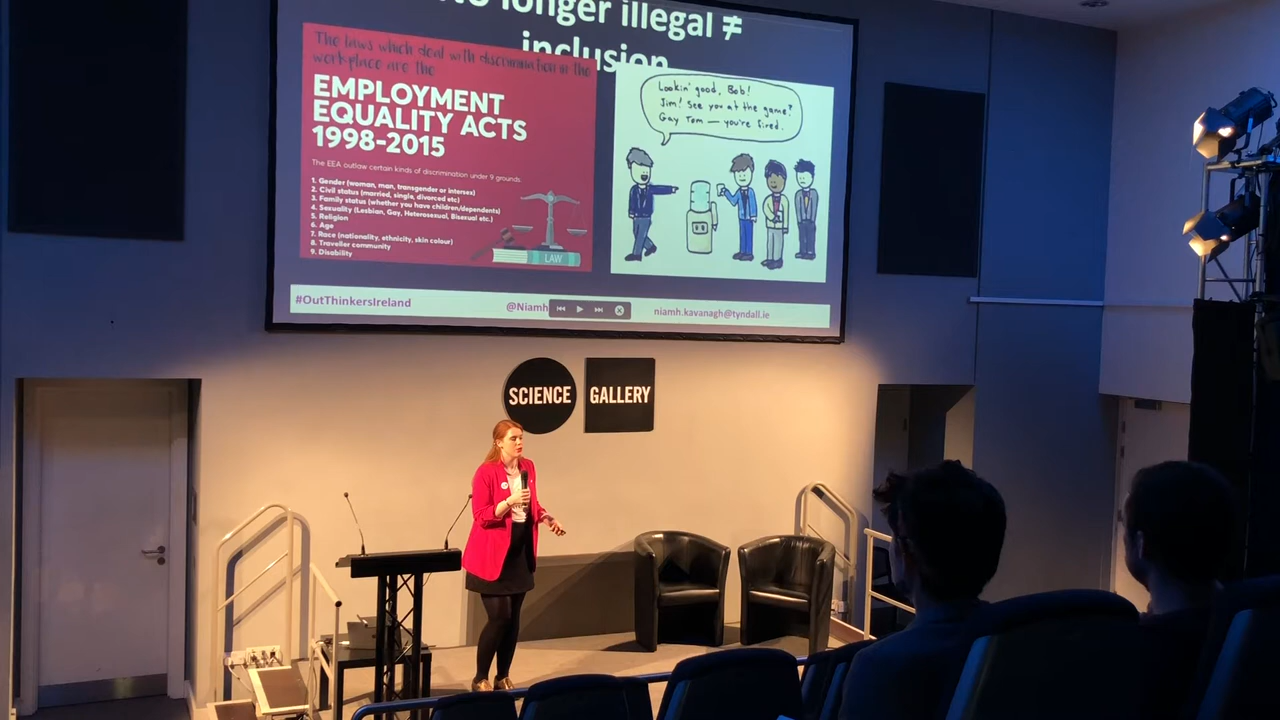 no longer illegal ≠
inclusion
The laws which deal with discrimination in the
workplace are the
EMPLOYMENT
EQUALITY ACTS
1998-2015
The EEA outlaw certain kinds of discrimination under 9 grounds:
1. Gender (woman, man, transgender or intersex)
2. Civil status (married, single, divorced etc)
3. Family status (whether you have children/dependents)
4. Sexuality (Lesbian, Gay, Heterosexual, Bisexual etc.)
5. Religion
6. Age
7. Race (nationality, ethnicity, skin colour)
8. Traveller community
9. Disability
LAW
Lookin' good, Bob!
Jim! See you at the game?
Gay Tom — you're fired.
#OutThinkersIreland
@Niamh
niamh.kavanagh@tyndall.ie
SCIENCE
GALLERY